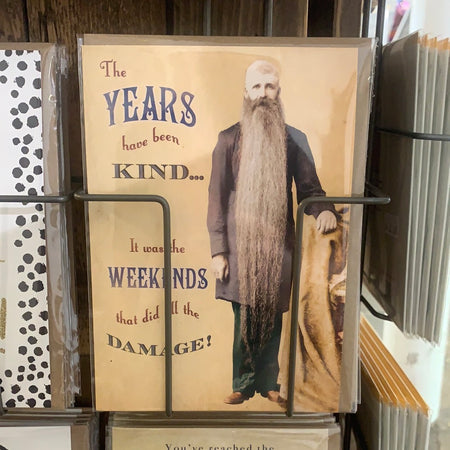 The
YEARS
have been
KIND...
It was the
WEEKENDS
that did all the
DAMAGE!
You've reached the